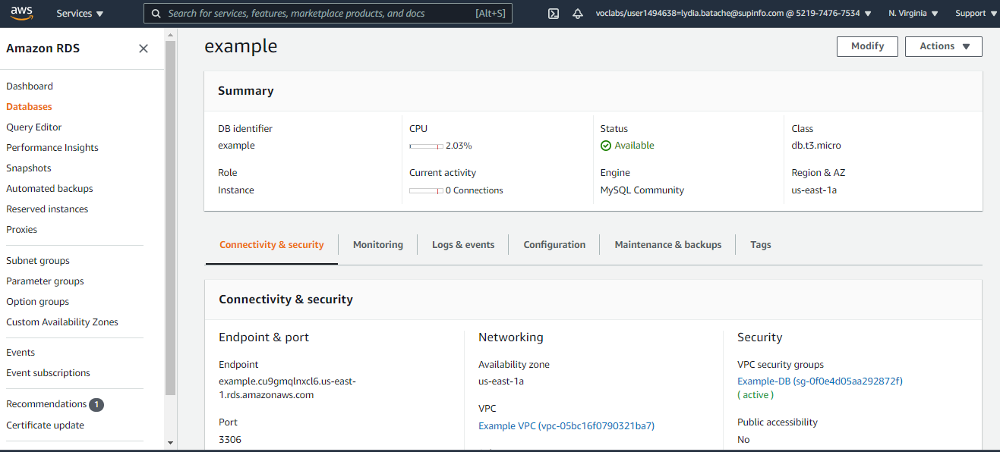 aws
Services
Search for services, features, marketplace products, and docs
[Alt+S]
voclabs/user1494638=lydia.batache@supinfo.com @ 5219-7476-7534
N. Virginia
Support
Amazon RDS
Dashboard
Databases
Query Editor
Performance Insights
Snapshots
Automated backups
Reserved instances
Proxies
Subnet groups
Parameter groups
Option groups
Custom Availability Zones
Events
Event subscriptions
Recommendations 1
Certificate update
example
Modify
Actions
Summary
DB identifier
example
CPU
2.03%
Status
Available
Class
db.t3.micro
Role
Instance
Current activity
0 Connections
Engine
MySQL Community
Region & AZ
us-east-1a
Connectivity & security
Monitoring
Logs & events
Configuration
Maintenance & backups
Tags
Connectivity & security
Endpoint & port
Endpoint
example.cu9gmqlnxcl6.us-east-
1.rds.amazonaws.com
Port
3306
Networking
Availability zone
us-east-1a
VPC
Example VPC (vpc-05bc16f0790321ba7)
Security
VPC security groups
Example-DB (sg-0f0e4d05aa292872f)
( active )
Public accessibility
No